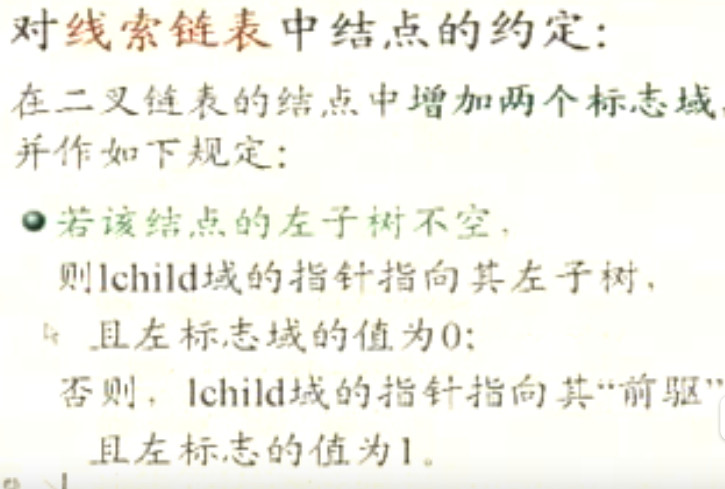 对线索链表中结点的约定：
在二叉链表的结点中增加两个标志域，
并作如下规定：
若该结点的左子树不空，
则lchild域的指针指向其左子树，
且左标志域的值为0；
否则，lchild域的指针指向其“前驱”
且左标志的值为1。